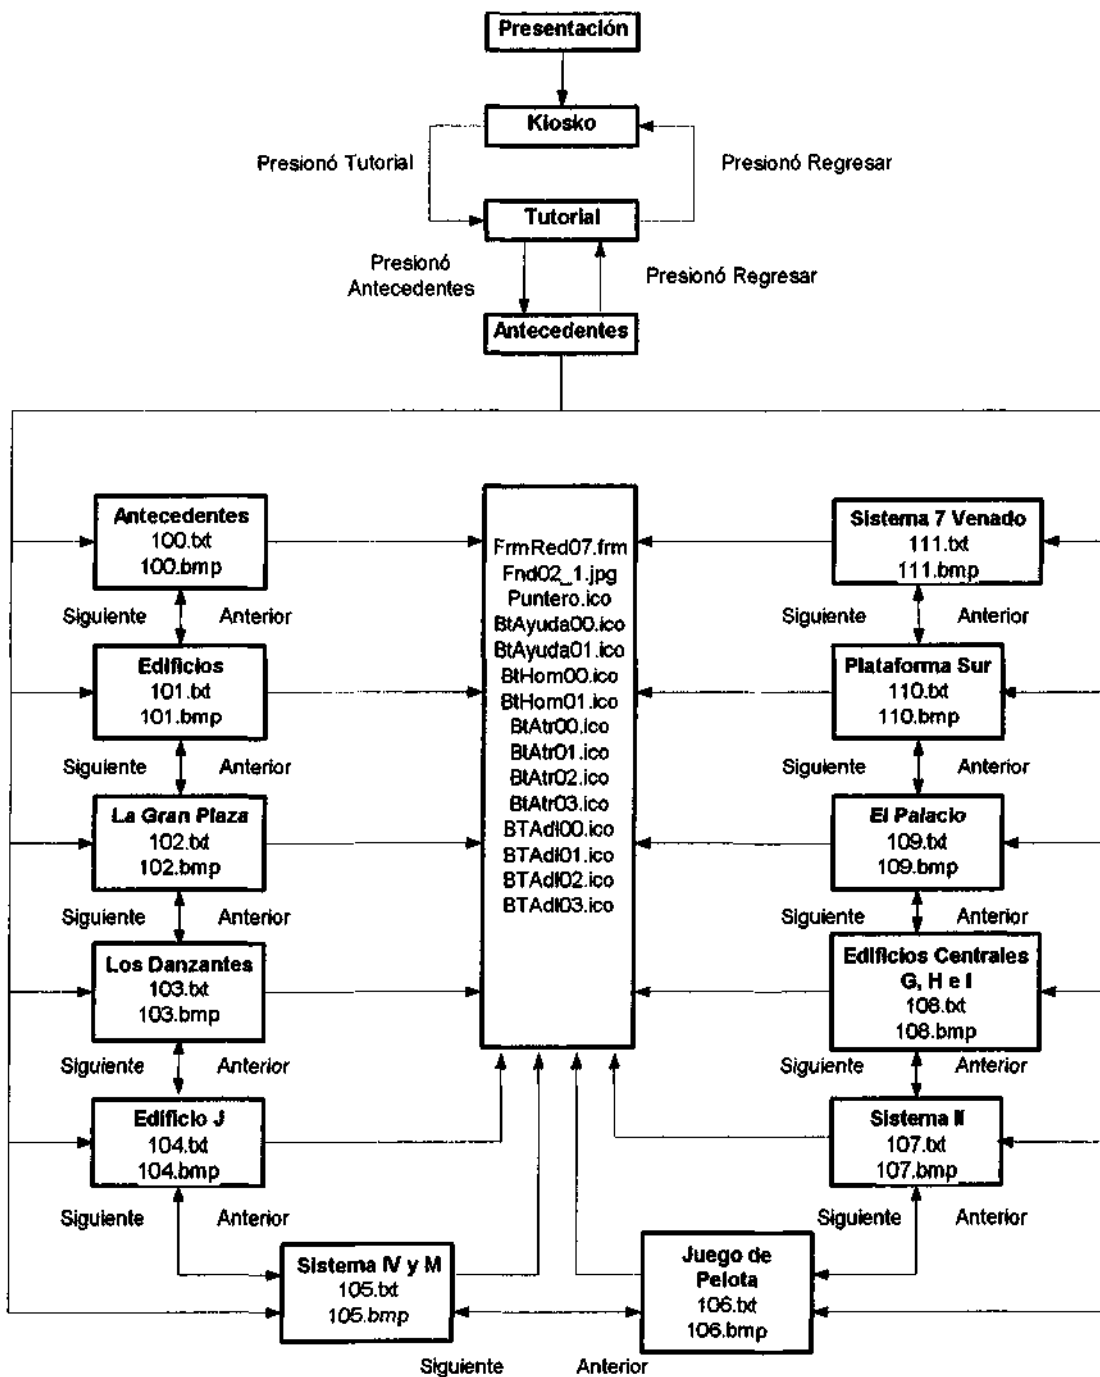 Presentación
Kiosko
Presionó Tutorial
Presionó Regresar
Tutorial
Presionó
Antecedentes
Presionó Regresar
Antecedentes
Antecedentes
100.txt
100.bmp
Siguiente
Anterior
Edificios
101.txt
101.bmp
Siguiente
Anterior
La Gran Plaza
102.txt
102.bmp
Siguiente
Anterior
Los Danzantes
103.txt
103.bmp
Siguiente
Anterior
Edificio J
104.txt
104.bmp
Siguiente
Anterior
Sistema IV y M
105.txt
105.bmp
Siguiente
Anterior
FrmRed07.frm
Fnd02_1.jpg
Puntero.ico
BtAyuda00.ico
BtAyuda01.ico
BtHom00.ico
BtHom01.ico
BtAtr00.ico
BtAtr01.ico
BtAtr02.ico
BtAtr03.ico
BTAdl00.ico
BTAdl01.ico
BTAdl02.ico
BTAdl03.ico
Sistema 7 Venado
111.txt
111.bmp
Siguiente
Anterior
Plataforma Sur
110.txt
110.bmp
Siguiente
Anterior
El Palacio
109.txt
109.bmp
Siguiente
Anterior
Edificios Centrales
G, H e I
108.txt
108.bmp
Siguiente
Anterior
Sistema II
107.txt
107.bmp
Siguiente
Anterior
Juego de
Pelota
106.txt
106.bmp